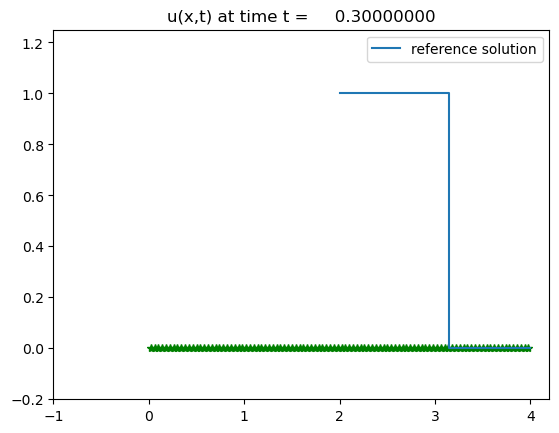 u(x,t) at time t =     0.30000000
reference solution
1.2
1.0
0.8
0.6
0.4
0.2
0.0
−0.2
−1 0 1 2 3 4